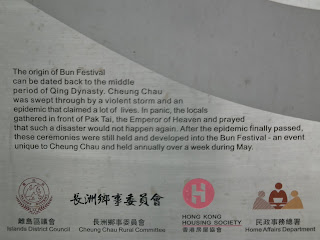 The origin of Bun Festival
can be dated back to the middle
period of Qing Dynasty. Cheung Chau
was swept through by a violent storm and an
epidemic that claimed a lot of lives. In panic, the locals
gathered in front of Pak Tai, the Emperor of Heaven and prayed
that such a disaster would not happen again. After the epidemic finally passed,
these ceremonies were still held and developed into the Bun Festival - an event
unique to Cheung Chau and held annually over a week during May.
長洲鄉事委員會
離島區議會
Islands District Council
長洲鄉事委員會
Cheung Chau Rural Committee
H
HONG KONG
HOUSING SOCIETY
香港房屋協會
民政事務總署
Home Affairs Department